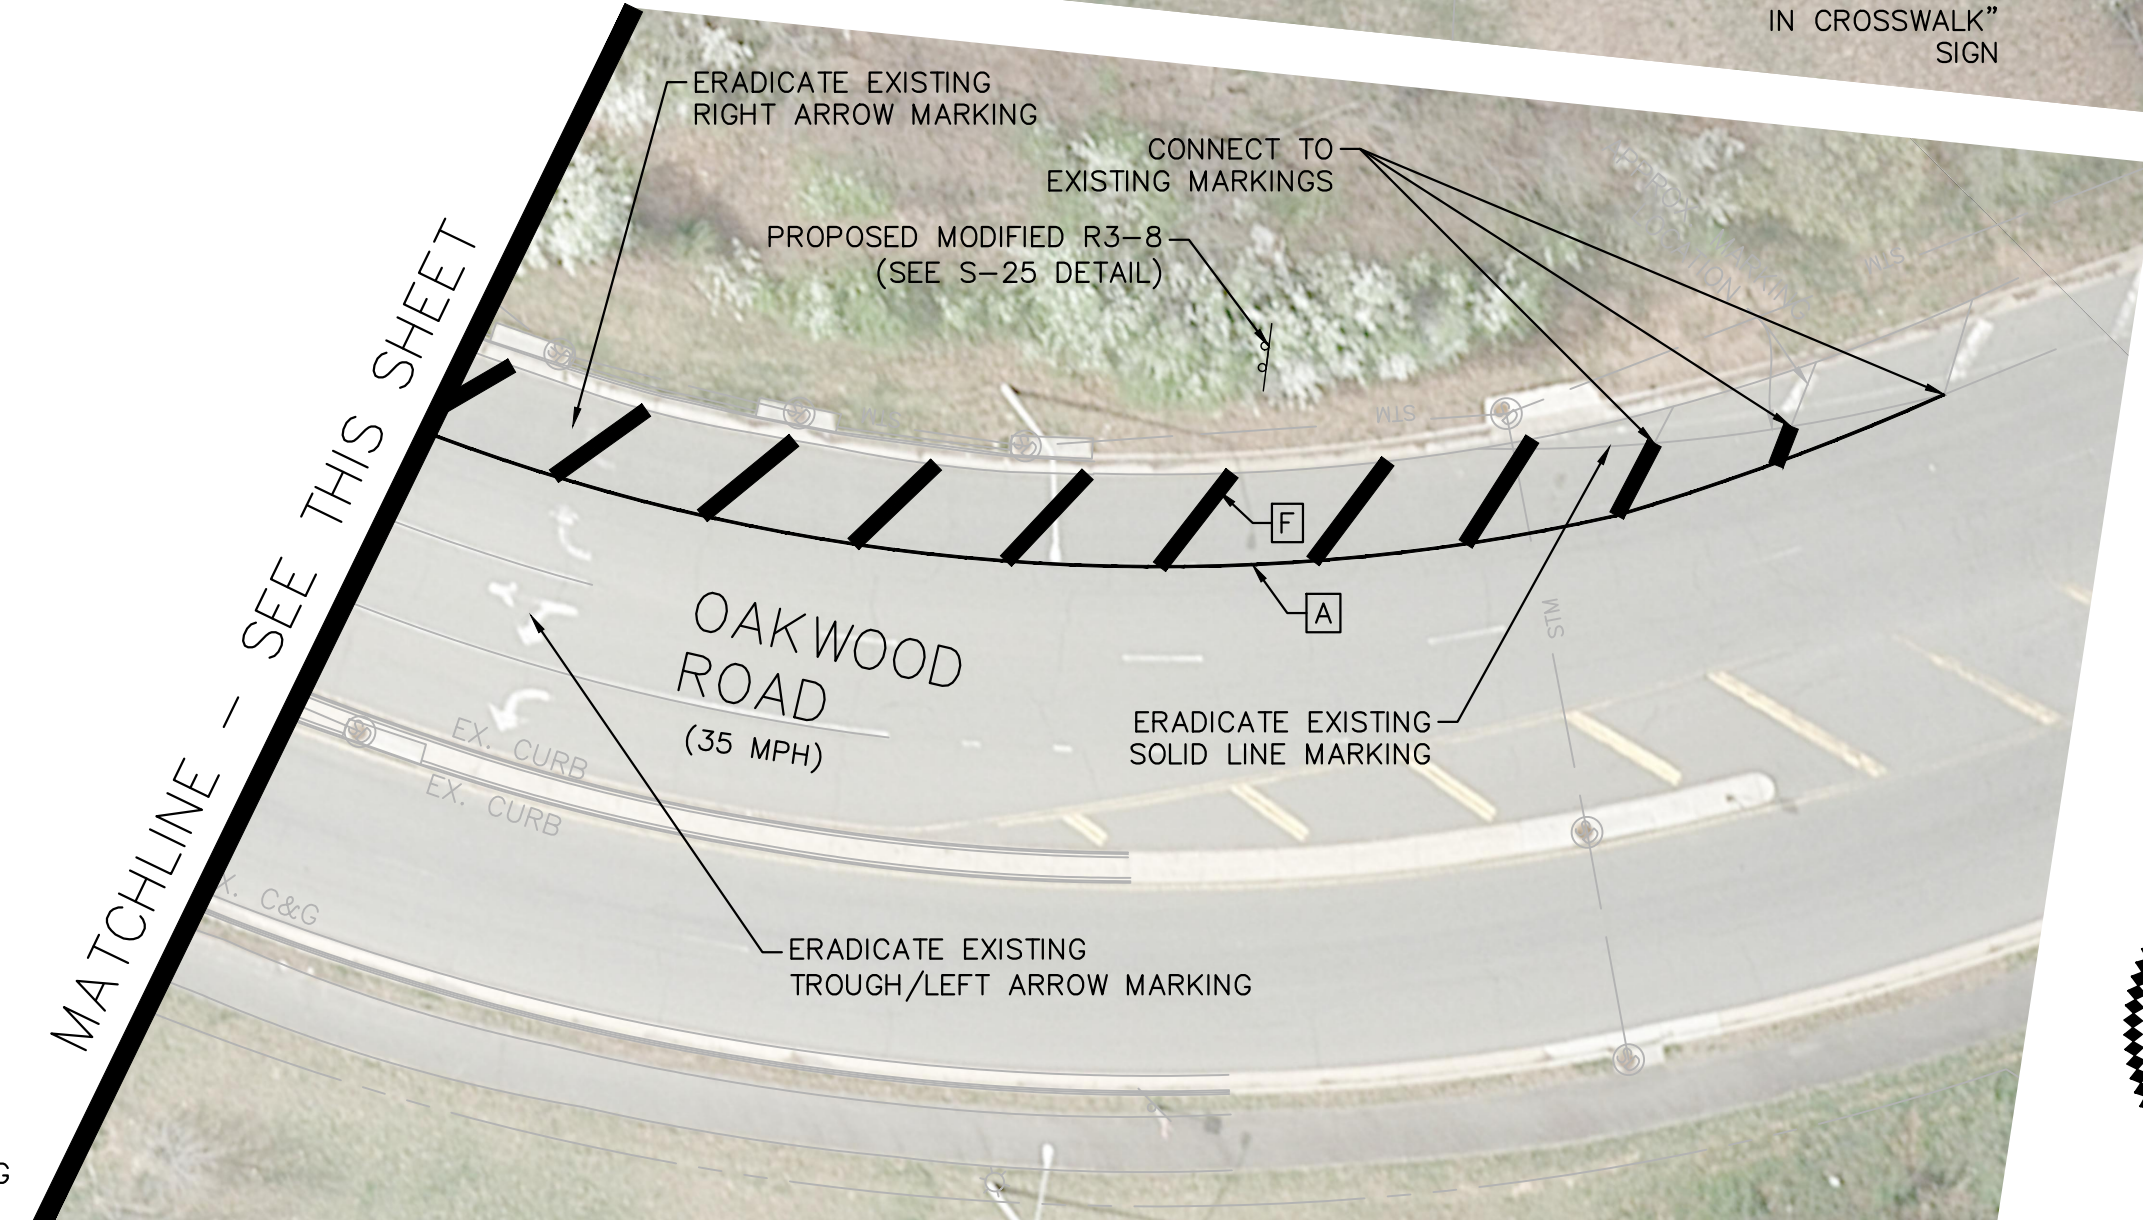 IN CROSSWALK”
SIGN
ERADICATE EXISTING
RIGHT ARROW MARKING
CONNECT TO
EXISTING MARKINGS
PROPOSED MODIFIED R3-8
(SEE S-25 DETAIL)
STM
STM
STM
F
A
STM
MATCHLINE - SEE THIS SHEET
OAKWOOD
ROAD
(35 MPH)
ERADICATE EXISTING
SOLID LINE MARKING
EX. CURB
EX. CURB
X. C&G
ERADICATE EXISTING
TROUGH/LEFT ARROW MARKING
G